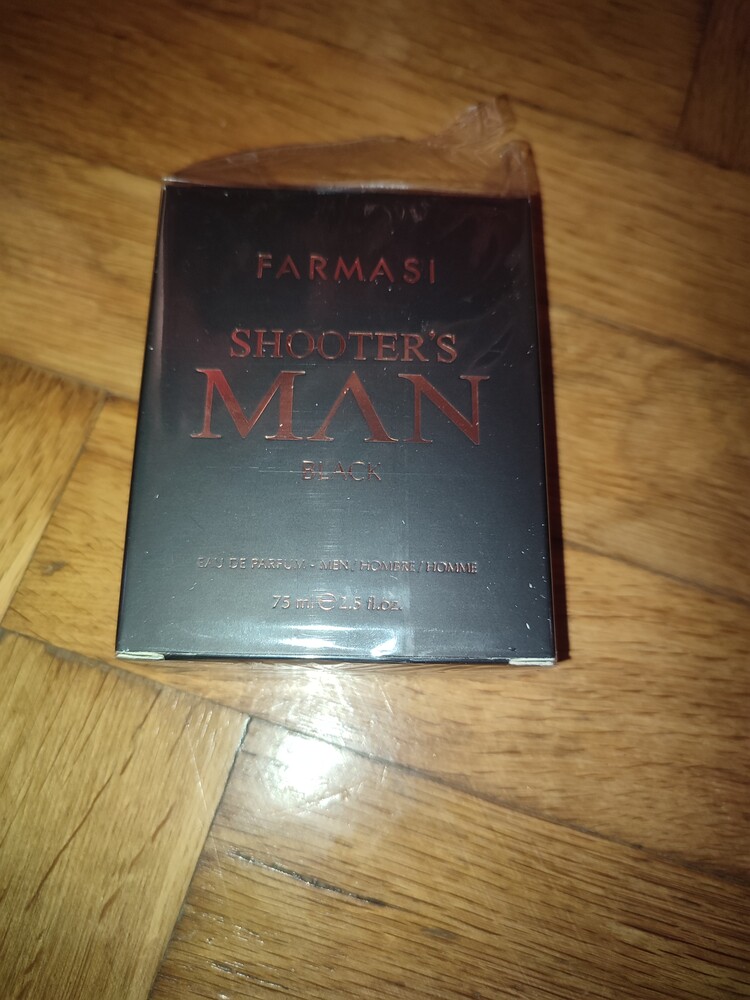 FARMASI
SHOOTER'S
MAN
BLACK
EAU DE PARFUM - MEN / HOMBRE / HOMME
75 ml ℮ 2.5 fl.oz.